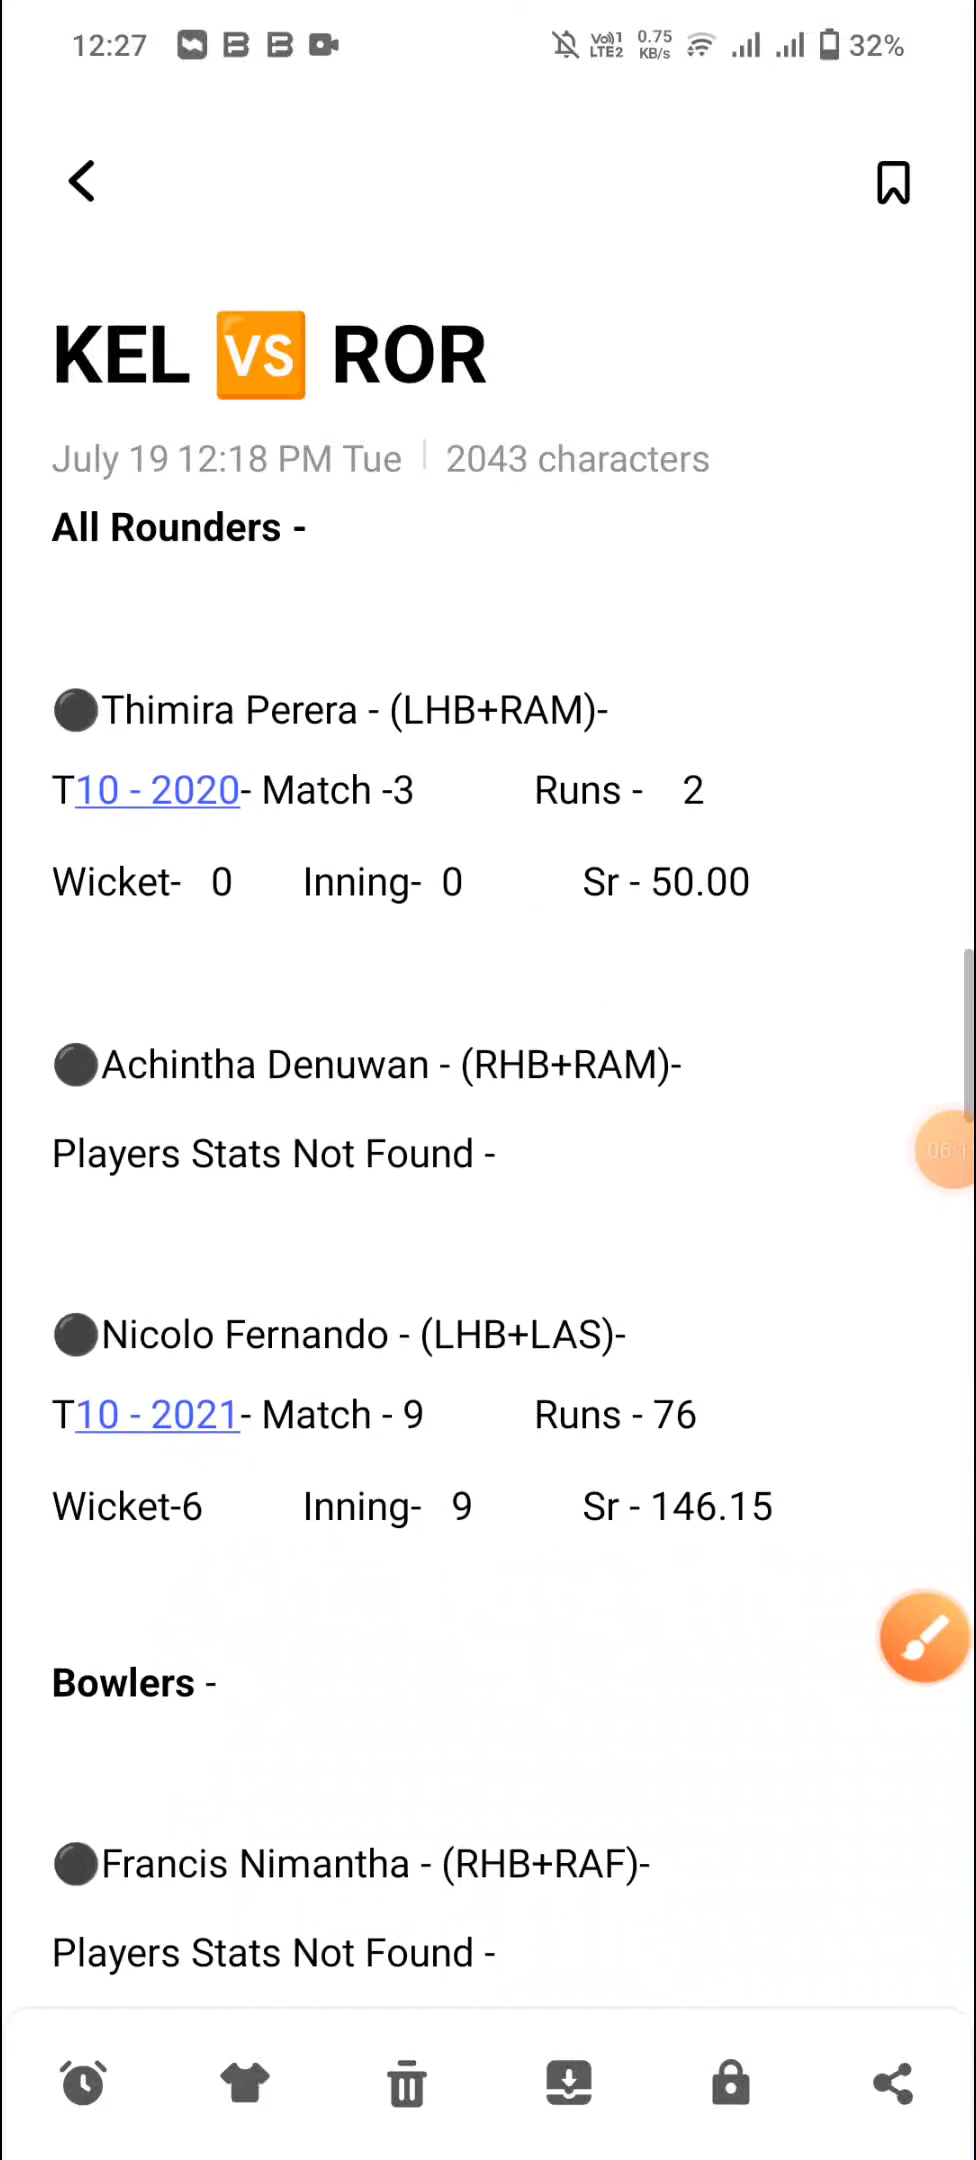 12:27 Vo))1 LTE2 0.75 KB/s 32%
KEL VS ROR
July 19 12:18 PM Tue | 2043 characters
All Rounders -
Thimira Perera - (LHB+RAM)-
T10 - 2020- Match -3 Runs - 2
Wicket- 0 Inning- 0 Sr - 50.00
Achintha Denuwan - (RHB+RAM)-
Players Stats Not Found -
Nicolo Fernando - (LHB+LAS)-
T10 - 2021- Match - 9 Runs - 76
Wicket-6 Inning- 9 Sr - 146.15
Bowlers -
Francis Nimantha - (RHB+RAF)-
Players Stats Not Found -